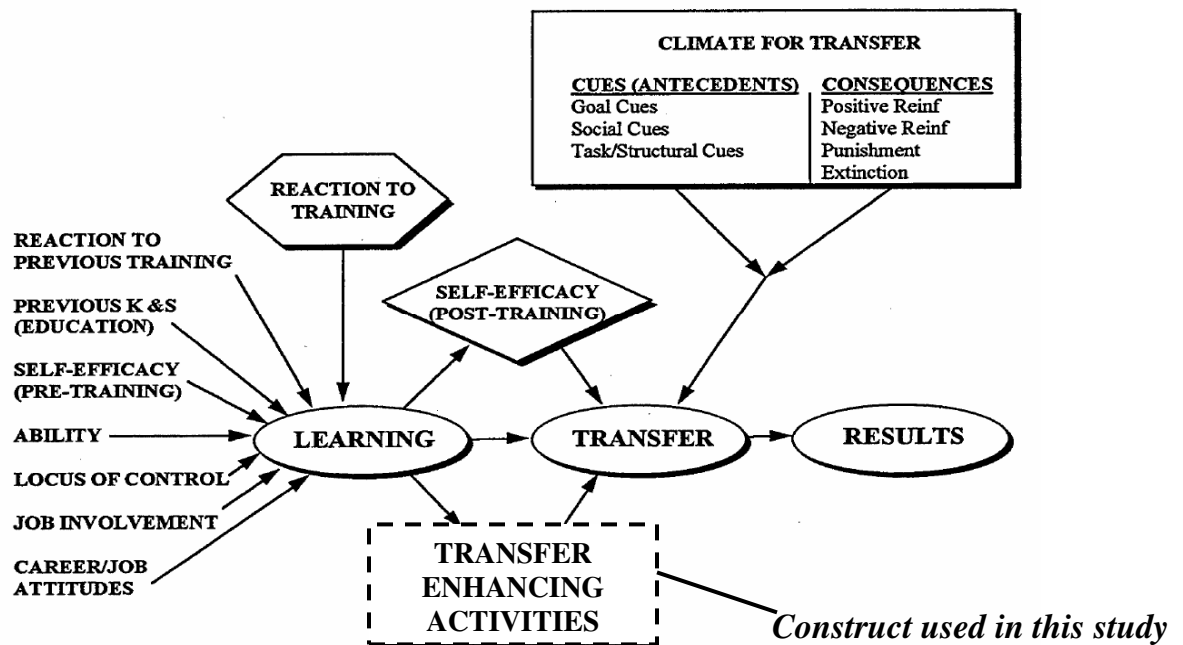 CLIMATE FOR TRANSFER
CUES (ANTECEDENTS)
Goal Cues
Social Cues
Task/Structural Cues
CONSEQUENCES
Positive Reinf
Negative Reinf
Punishment
Extinction
REACTION TO
TRAINING
REACTION TO
PREVIOUS TRAINING
PREVIOUS K &S
(EDUCATION)
SELF-EFFICACY
(PRE-TRAINING)
ABILITY
LOCUS OF CONTROL
JOB INVOLVEMENT
CAREER/JOB
ATTITUDES
SELF-EFFICACY
(POST-TRAINING)
LEARNING
TRANSFER
RESULTS
TRANSFER
ENHANCING
ACTIVITIES
Construct used in this study